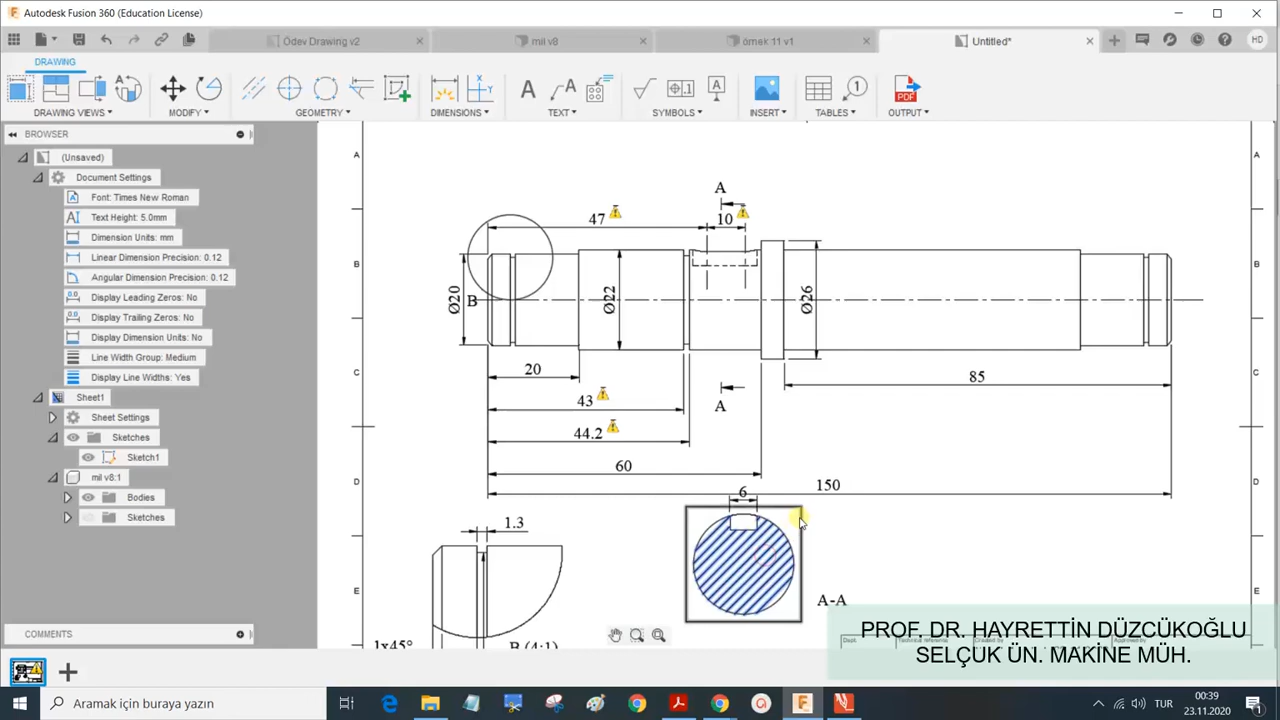 Autodesk Fusion 360 (Education License)
Ödev Drawing v2
mil v8
örnek 11 v1
Untitled*
HD
DRAWING
DRAWING VIEWS
MODIFY
GEOMETRY
DIMENSIONS
TEXT
SYMBOLS
INSERT
TABLES
OUTPUT
PDF
BROWSER
(Unsaved)
Document Settings
Font: Times New Roman
Text Height: 5.0mm
Dimension Units: mm
Linear Dimension Precision: 0.12
Angular Dimension Precision: 0.12
Display Leading Zeros: No
Display Trailing Zeros: No
Display Dimension Units: No
Line Width Group: Medium
Display Line Widths: Yes
Sheet1
Sheet Settings
Sketches
Sketch1
mil v8:1
Bodies
Sketches
COMMENTS
A
A
A
47
10
B
B
Ø20
B
Ø22
Ø26
20
C
C
85
43
A
44.2
60
D
D
150
6
1.3
E
E
A-A
1x45°
B (4:1)
PROF. DR. HAYRETTİN DÜZCÜKOĞLU
SELÇUK ÜN. MAKİNE MÜH.
Aramak için buraya yazın
TUR
00:39
23.11.2020